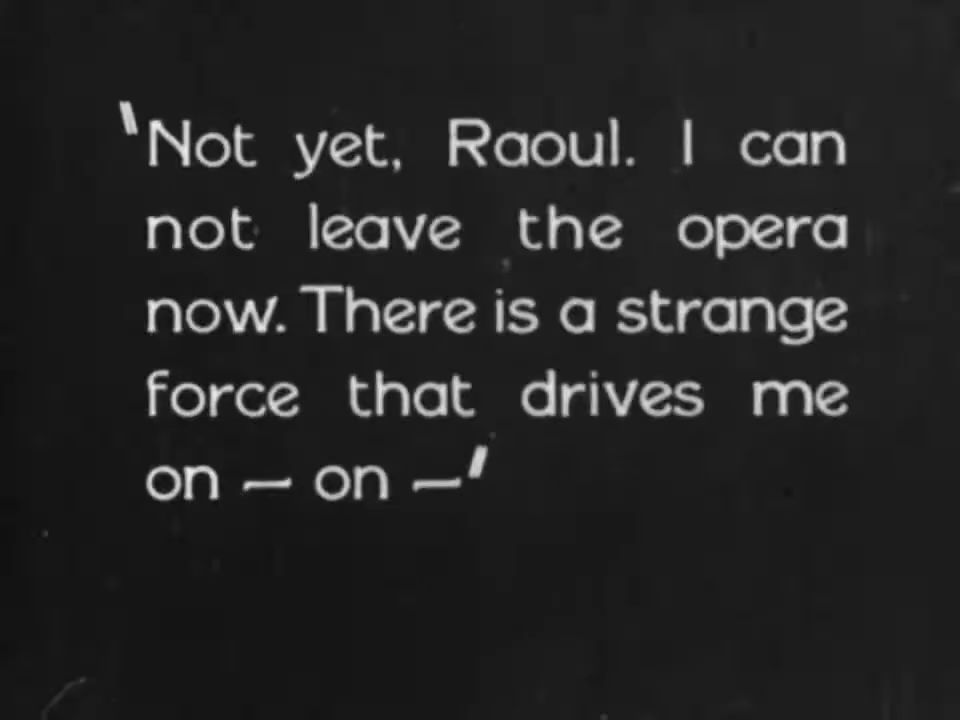 "Not yet, Raoul. I can
not leave the opera
now. There is a strange
force that drives me
on — on —"